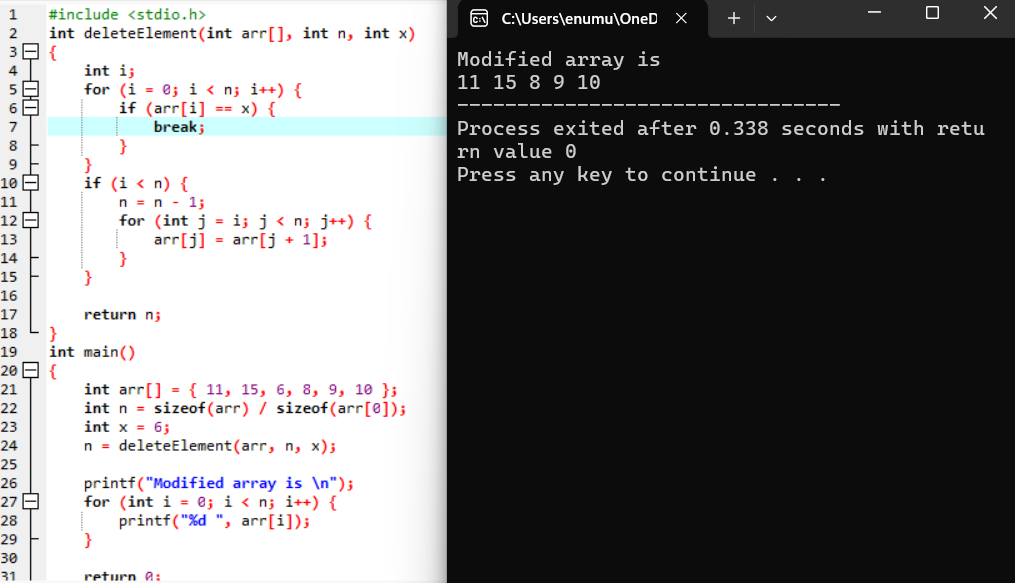 1 #include <stdio.h>
2 int deleteElement(int arr[], int n, int x)
3 {
4 int i;
5 for (i = 0; i < n; i++) {
6 if (arr[i] == x) {
7 break;
8 }
9 }
10 if (i < n) {
11 n = n - 1;
12 for (int j = i; j < n; j++) {
13 arr[j] = arr[j + 1];
14 }
15 }
16
17 return n;
18 }
19 int main()
20 {
21 int arr[] = { 11, 15, 6, 8, 9, 10 };
22 int n = sizeof(arr) / sizeof(arr[0]);
23 int x = 6;
24 n = deleteElement(arr, n, x);
25
26 printf("Modified array is \n");
27 for (int i = 0; i < n; i++) {
28 printf("%d ", arr[i]);
29 }
30
31 return 0;
C:\Users\enumu\OneD
Modified array is
11 15 8 9 10
--------------------------------
Process exited after 0.338 seconds with retu
rn value 0
Press any key to continue . . .